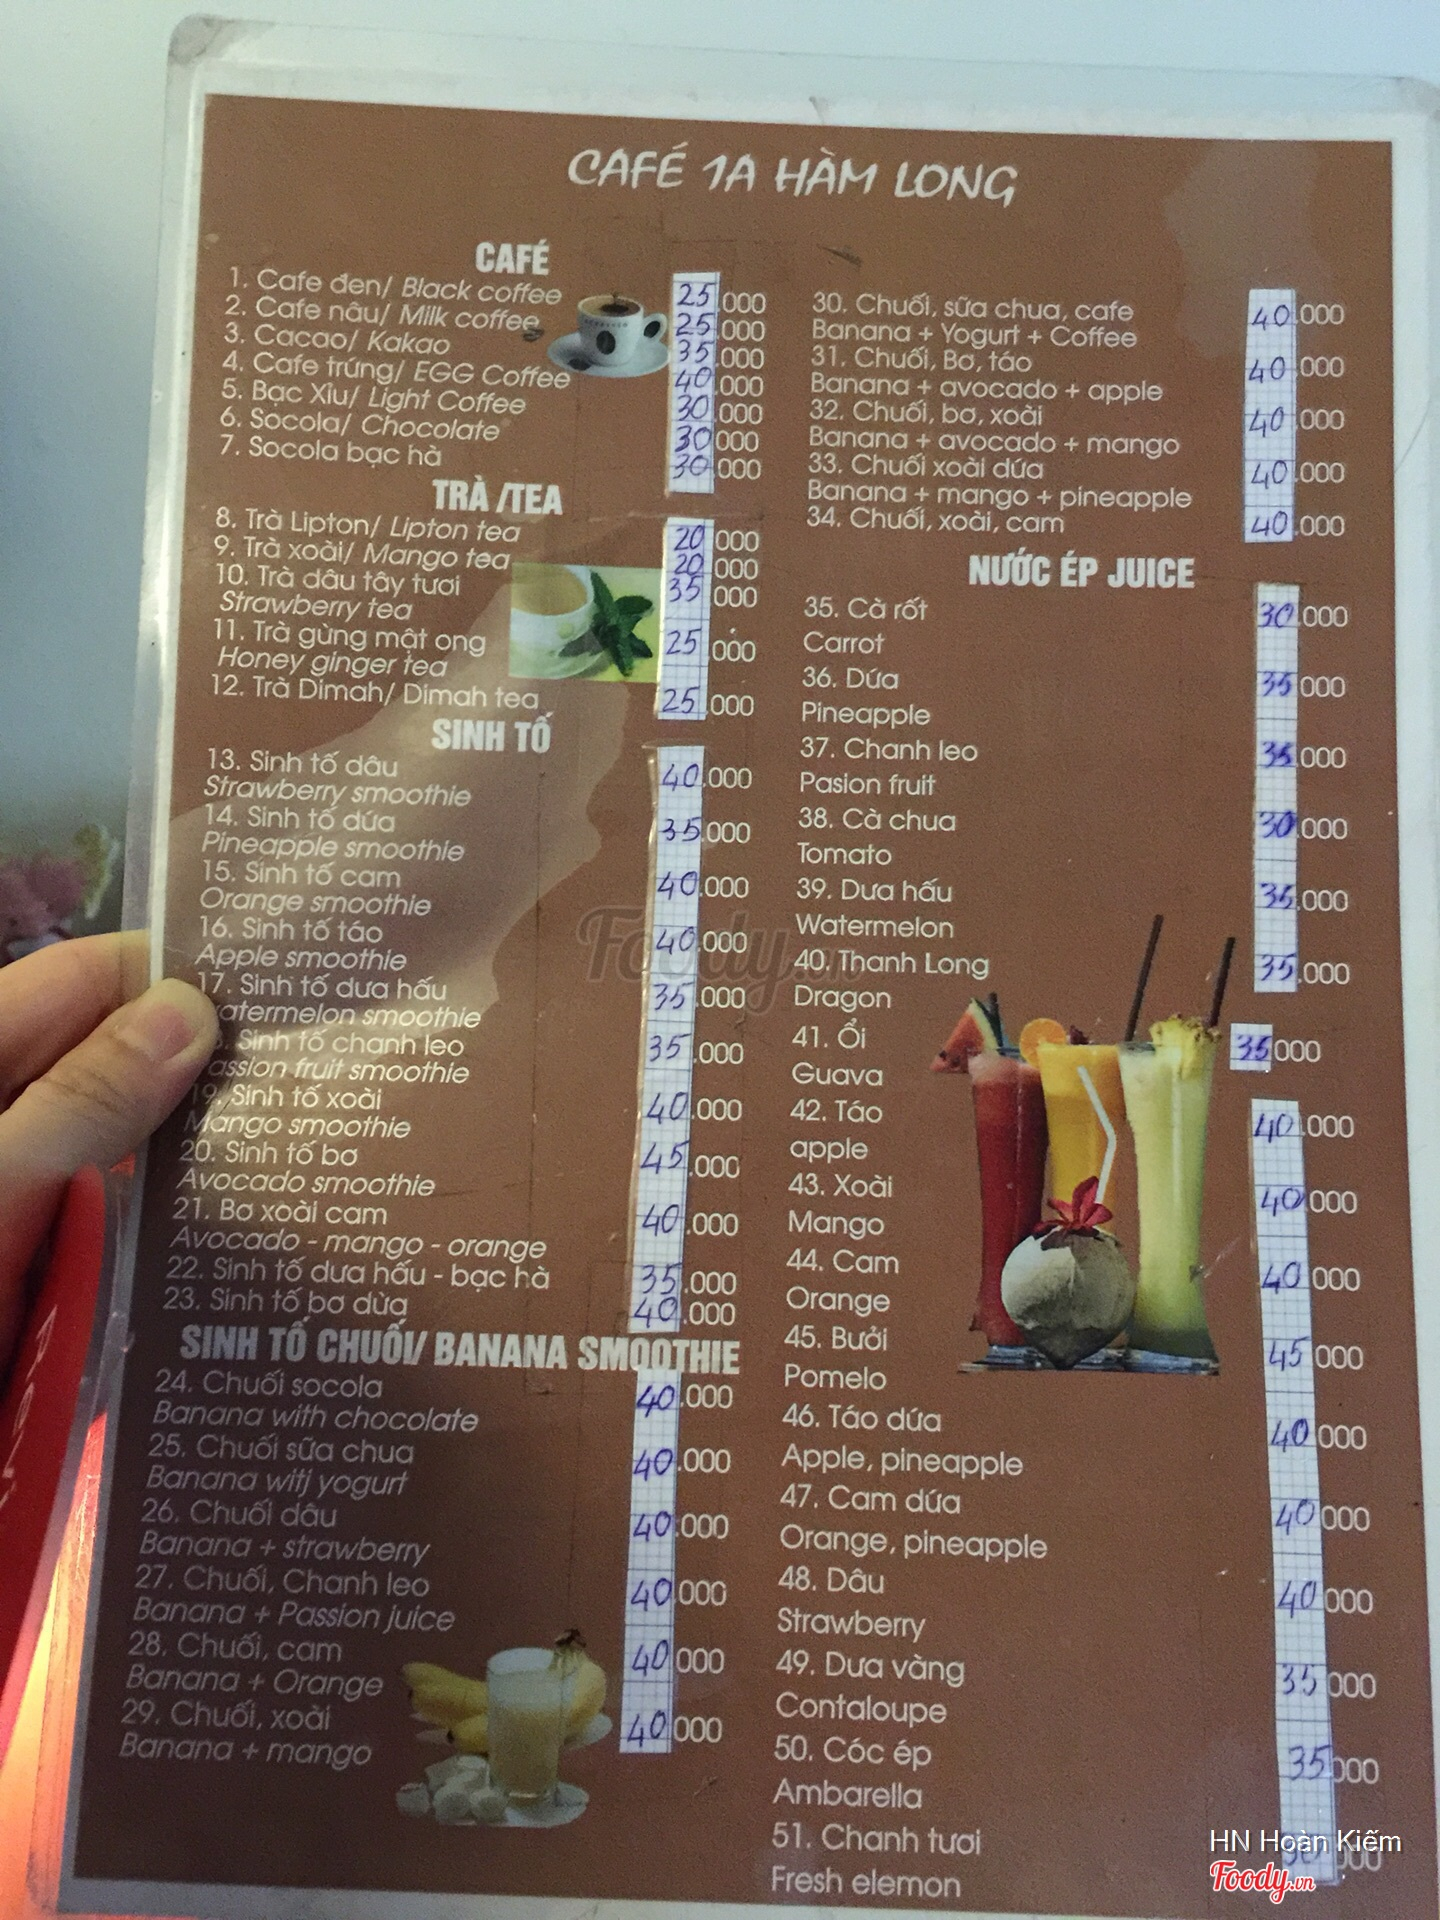 CAFÉ 1A HÀM LONG
CAFÉ
1. Cafe đen/ Black coffee 25.000
2. Cafe nâu/ Milk coffee 25.000
3. Cacao/ Kakao 35.000
4. Cafe trứng/ EGG Coffee 40.000
5. Bạc Xỉu/ Light Coffee 30.000
6. Socola/ Chocolate 30000
7. Socola bạc hà 30.000
TRÀ /TEA
8. Trà Lipton/ Lipton tea 20 000
9. Trà xoài/ Mango tea 20 000
10. Trà dâu tây tươi 35 000
Strawberry tea
11. Trà gừng mật ong 25 .000
Honey ginger tea
12. Trà Dimah/ Dimah tea 25.000
SINH TỐ
13. Sinh tố dâu 40.000
Strawberry smoothie
14. Sinh tố dứa 35.000
Pineapple smoothie
15. Sinh tố cam 40.000
Orange smoothie
16. Sinh tố táo 40.000
Apple smoothie
17. Sinh tố dưa hấu 35.000
atermelon smoothie
. Sinh tố chanh leo 35.000
assion fruit smoothie
19. Sinh tố xoài 40.000
Mango smoothie
20. Sinh tố bơ 45.000
Avocado smoothie
21. Bơ xoài cam 40.000
Avocado - mango - orange
22. Sinh tố dưa hấu - bạc hà 35.000
23. Sinh tố bơ dừa 40.000
SINH TỐ CHUỐI/ BANANA SMOOTHIE
24. Chuối socola 40.000
Banana with chocolate
25. Chuối sữa chua 40.000
Banana witj yogurt
26. Chuối dâu 40.000
Banana + strawberry
27. Chuối, Chanh leo 40.000
Banana + Passion juice
28. Chuối, cam 40 000
Banana + Orange
29. Chuối, xoài 40 000
Banana + mango
30. Chuối, sữa chua, cafe 40.000
Banana + Yogurt + Coffee
31. Chuối, Bơ, táo 40.000
Banana + avocado + apple
32. Chuối, bơ, xoài 40.000
Banana + avocado + mango
33. Chuối xoài dứa 40.000
Banana + mango + pineapple
34. Chuối, xoài, cam 40.000
NƯỚC ÉP JUICE
35. Cà rốt 30.000
Carrot
36. Dứa 35 000
Pineapple
37. Chanh leo 35.000
Pasion fruit
38. Cà chua 30.000
Tomato
39. Dưa hấu 35.000
Watermelon
40. Thanh Long 35.000
Dragon
41. Ổi 35000
Guava
42. Táo 40.000
apple
43. Xoài 40 000
Mango
44. Cam 40 000
Orange
45. Bưởi 45 000
Pomelo
46. Táo dứa 40 000
Apple, pineapple
47. Cam dứa 40 000
Orange, pineapple
48. Dâu 40 000
Strawberry
49. Dưa vàng 35 000
Contaloupe
50. Cóc ép 35000
Ambarella
51. Chanh tươi
Fresh elemon
Foody.vn
HN Hoàn Kiếm
Foody.vn